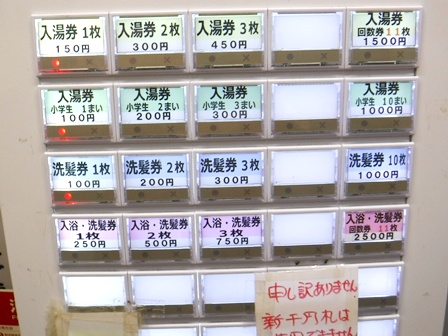 入湯券 1枚
150円
入湯券 2枚
300円
入湯券 3枚
450円
入湯券
回数券 11枚
1500円
入湯券
小学生 1まい
100円
入湯券
小学生 2まい
200円
入湯券
小学生 3まい
300円
入湯券
小学生 10まい
1000円
洗髪券 1枚
100円
洗髪券 2枚
200円
洗髪券 3枚
300円
洗髪券 10枚
1000円
入浴・洗髪券
1枚
250円
入浴・洗髪券
2枚
500円
入浴・洗髪券
3枚
750円
入浴・洗髪券
回数券 11枚
2500円
申し訳ありません
新千円札は